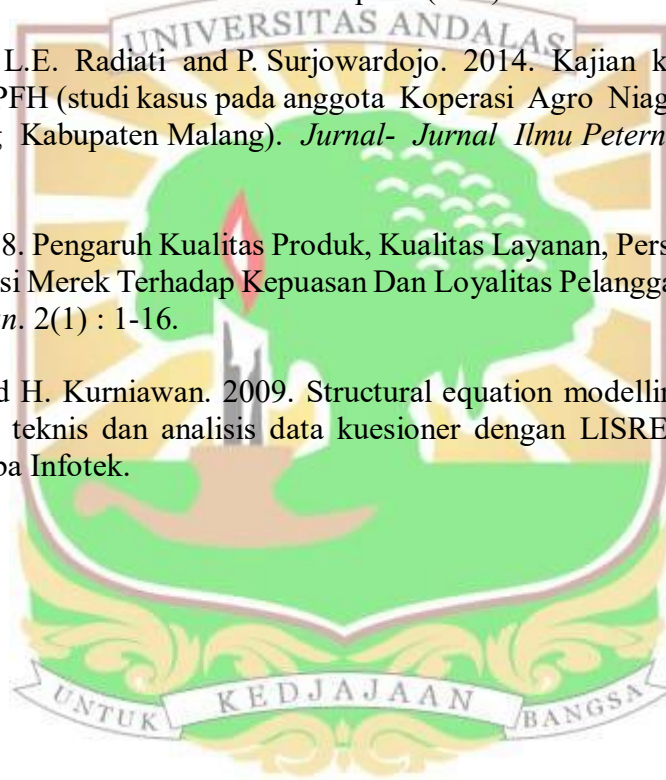 UNIVERSITAS ANDALAS
L.E. Radiati and P. Surjowardojo. 2014. Kajian k
PFH (studi kasus pada anggota Koperasi Agro Niag
Kabupaten Malang). Jurnal- Jurnal Ilmu Petern
8. Pengaruh Kualitas Produk, Kualitas Layanan, Pers
si Merek Terhadap Kepuasan Dan Loyalitas Pelangga
n. 2(1) : 1-16.
d H. Kurniawan. 2009. Structural equation modellin
teknis dan analisis data kuesioner dengan LISRE
ba Infotek.
UNTUK KEDJAJAAN BANGSA